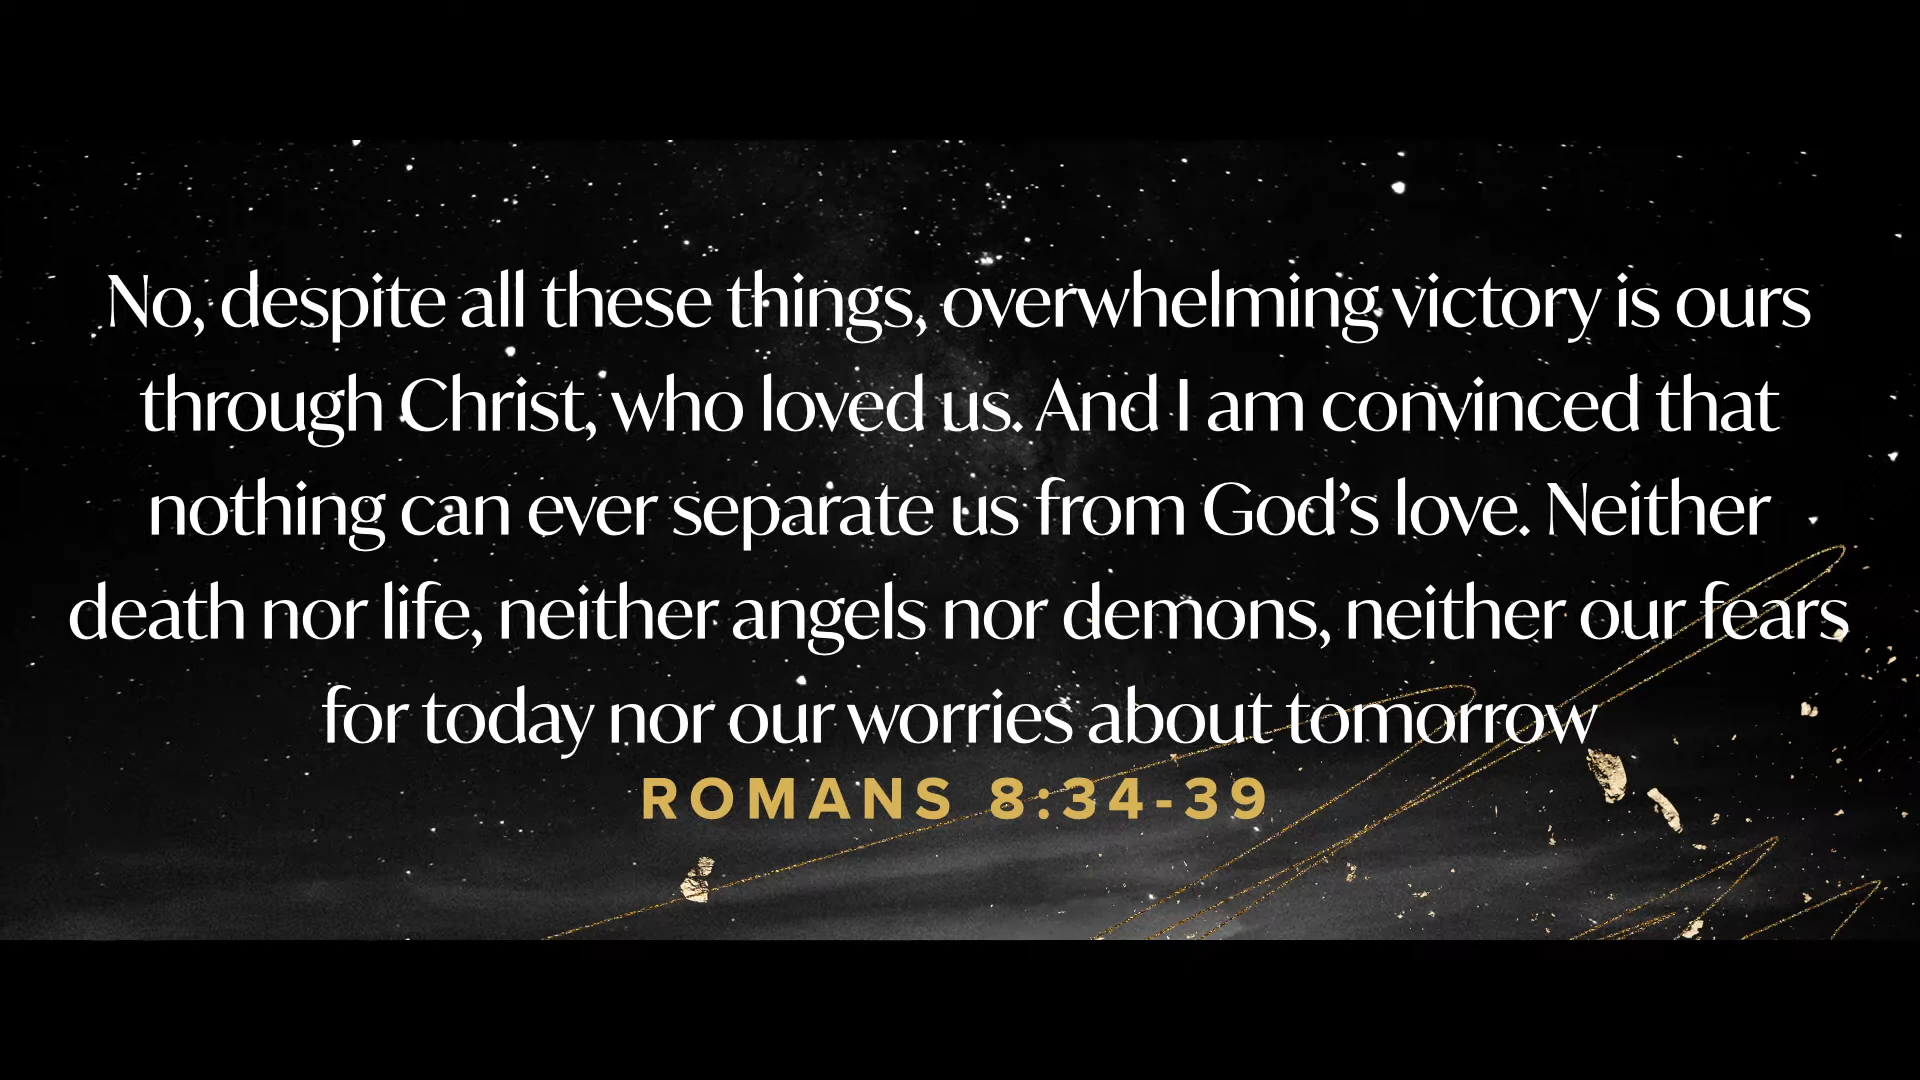 No, despite all these things, overwhelming victory is ours
through Christ, who loved us. And I am convinced that
nothing can ever separate us from God’s love. Neither
death nor life, neither angels nor demons, neither our fears
for today nor our worries about tomorrow
ROMANS 8:34-39